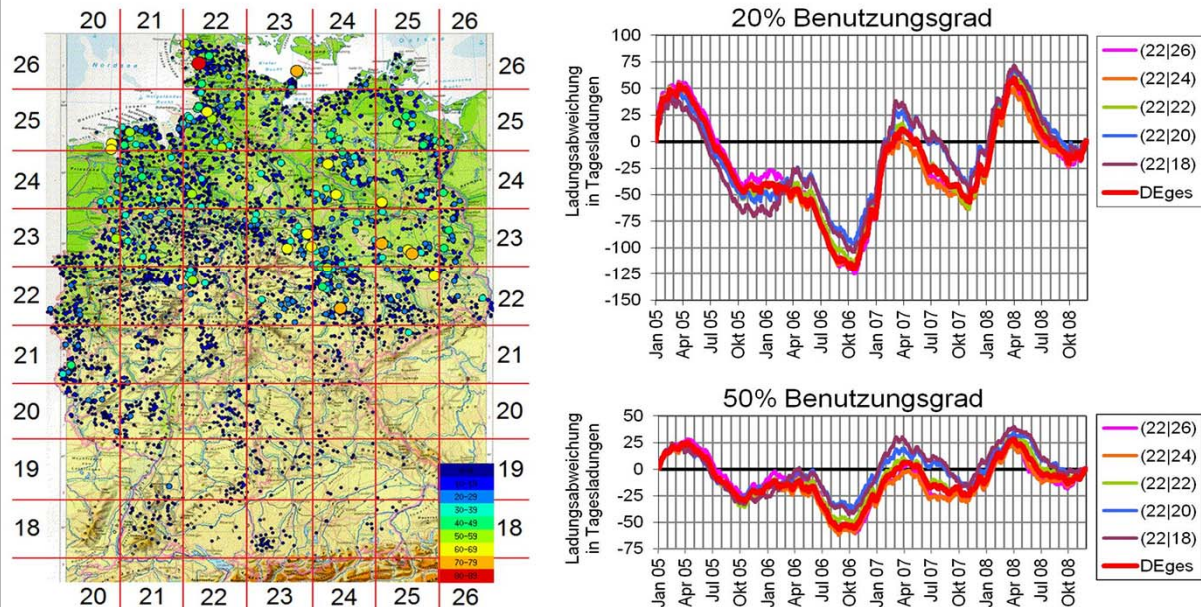 20 21 22 23 24 25 26
26
25
24
23
22
21
20
19
18
26
25
24
23
22
21
20
19
18
Nordsee
Ostsee
20-29
30-39
40-49
50-59
60-69
70-79
20 21 22 23 24 25 26
20% Benutzungsgrad
Ladungsabweichung
in Tagesladungen
100
75
50
25
0
-25
-50
-75
-100
-125
-150
Jan 05
Apr 05
Jul 05
Okt 05
Jan 06
Apr 06
Jul 06
Okt 06
Jan 07
Apr 07
Jul 07
Okt 07
Jan 08
Apr 08
Jul 08
Okt 08
(22|26)
(22|24)
(22|22)
(22|20)
(22|18)
DEges
50% Benutzungsgrad
Ladungsabweichung
in Tagesladungen
50
25
0
-25
-50
-75
Jan 05
Apr 05
Jul 05
Okt 05
Jan 06
Apr 06
Jul 06
Okt 06
Jan 07
Apr 07
Jul 07
Okt 07
Jan 08
Apr 08
Jul 08
Okt 08
(22|26)
(22|24)
(22|22)
(22|20)
(22|18)
DEges